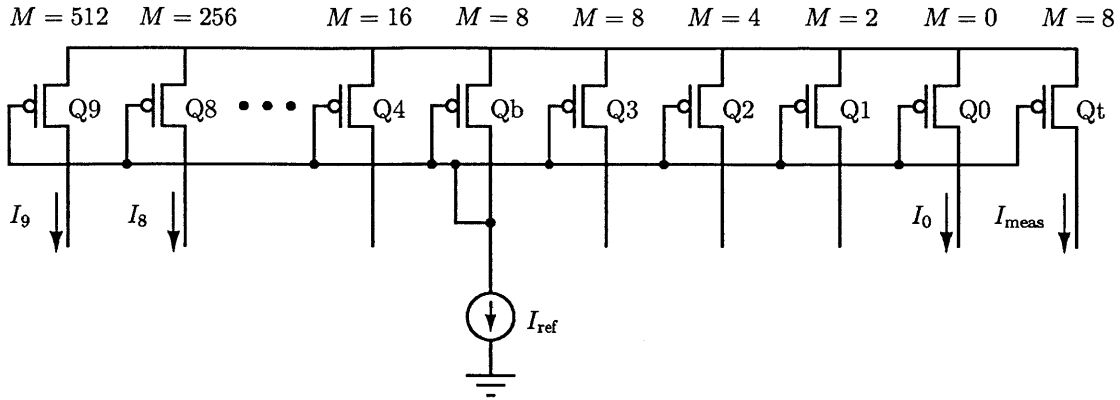 M = 512 M = 256 M = 16 M = 8 M = 8 M = 4 M = 2 M = 0 M = 8
Q9 Q8 Q4 Qb Q3 Q2 Q1 Q0 Qt
I9 I8 I0 Imeas
Iref